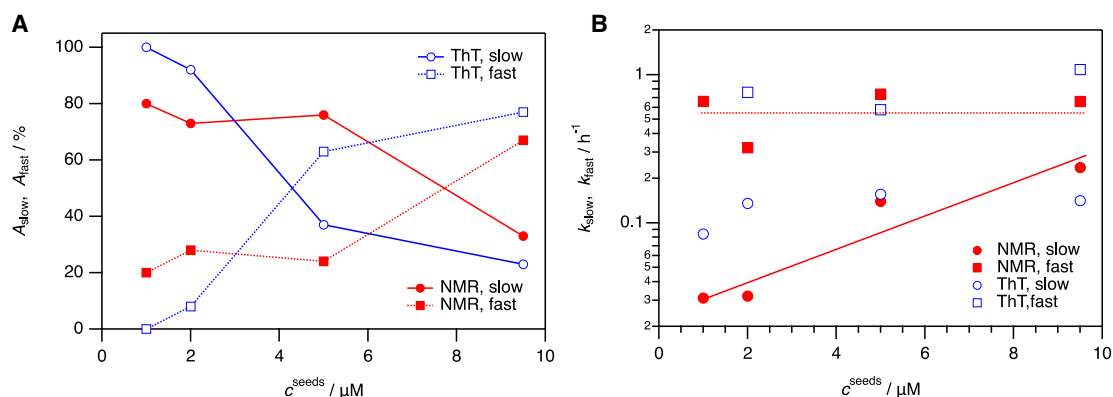 A
A_slow, A_fast / %
100
80
60
40
20
0
ThT, slow
ThT, fast
NMR, slow
NMR, fast
0
2
4
6
8
10
c^seeds / µM
B
k_slow, k_fast / h^-1
2
1
8
6
5
4
3
2
0.1
8
6
5
4
3
2
NMR, slow
NMR, fast
ThT, slow
ThT,fast
0
2
4
6
8
10
c^seeds / µM